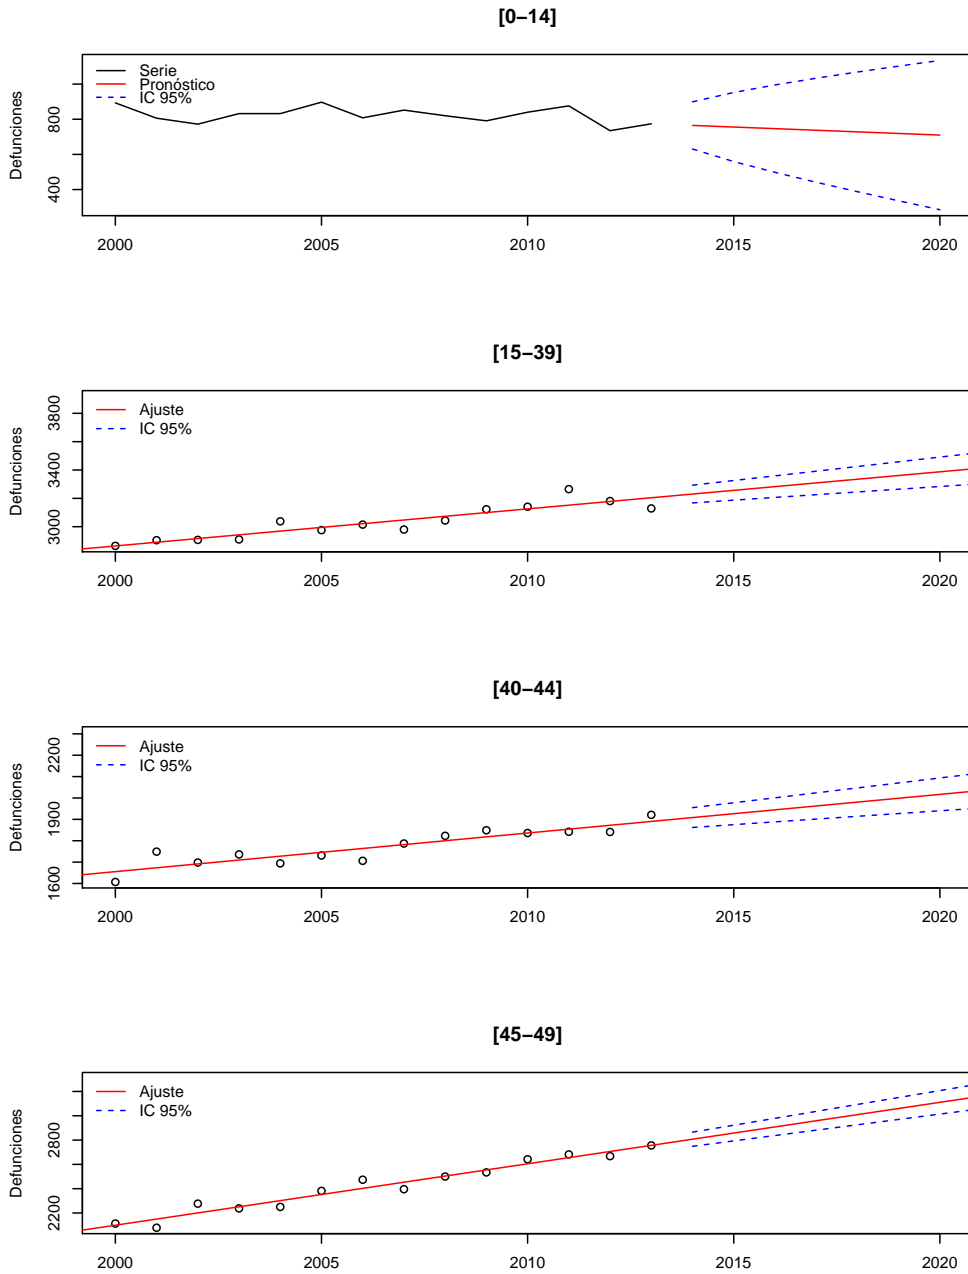 [0–14]
Serie
Pronóstico
IC 95%
Defunciones
400
800
2000
2005
2010
2015
2020
[15–39]
Ajuste
IC 95%
Defunciones
3000
3400
3800
2000
2005
2010
2015
2020
[40–44]
Ajuste
IC 95%
Defunciones
1600
1900
2200
2000
2005
2010
2015
2020
[45–49]
Ajuste
IC 95%
Defunciones
2200
2800
2000
2005
2010
2015
2020